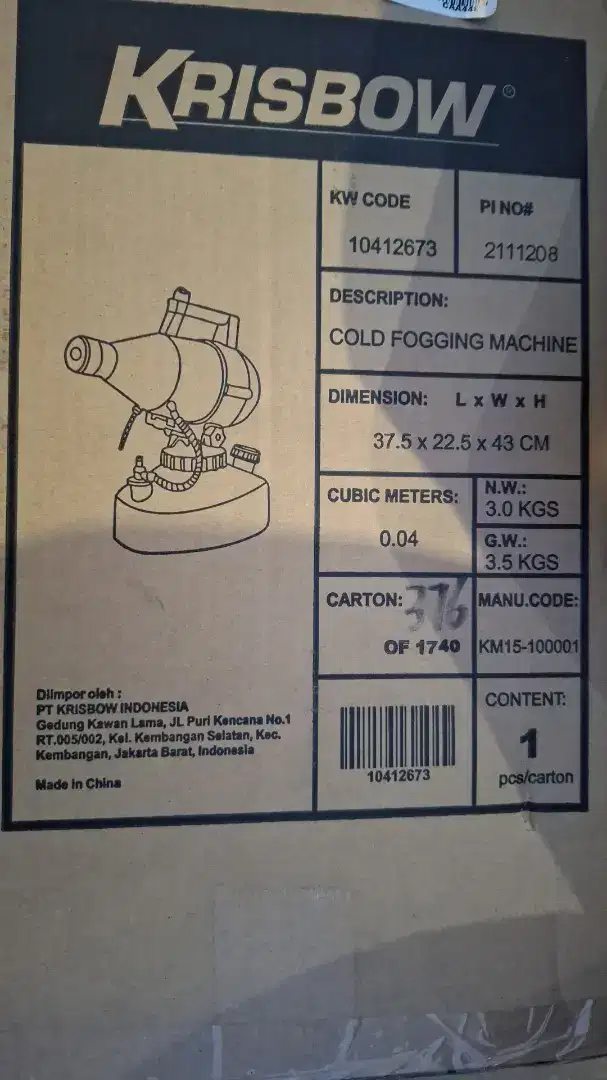 KRISBOW®
KW CODE
10412673
PI NO#
2111208
DESCRIPTION:
COLD FOGGING MACHINE
DIMENSION: L x W x H
37.5 x 22.5 x 43 CM
CUBIC METERS:
0.04
N.W.:
3.0 KGS
G.W.:
3.5 KGS
CARTON: 376
OF 1740
MANU.CODE:
KM15-100001
10412673
CONTENT:
1
pcs/carton
Diimpor oleh :
PT KRISBOW INDONESIA
Gedung Kawan Lama, JL Puri Kencana No.1
RT.005/002, Kel. Kembangan Selatan, Kec.
Kembangan, Jakarta Barat, Indonesia
Made in China